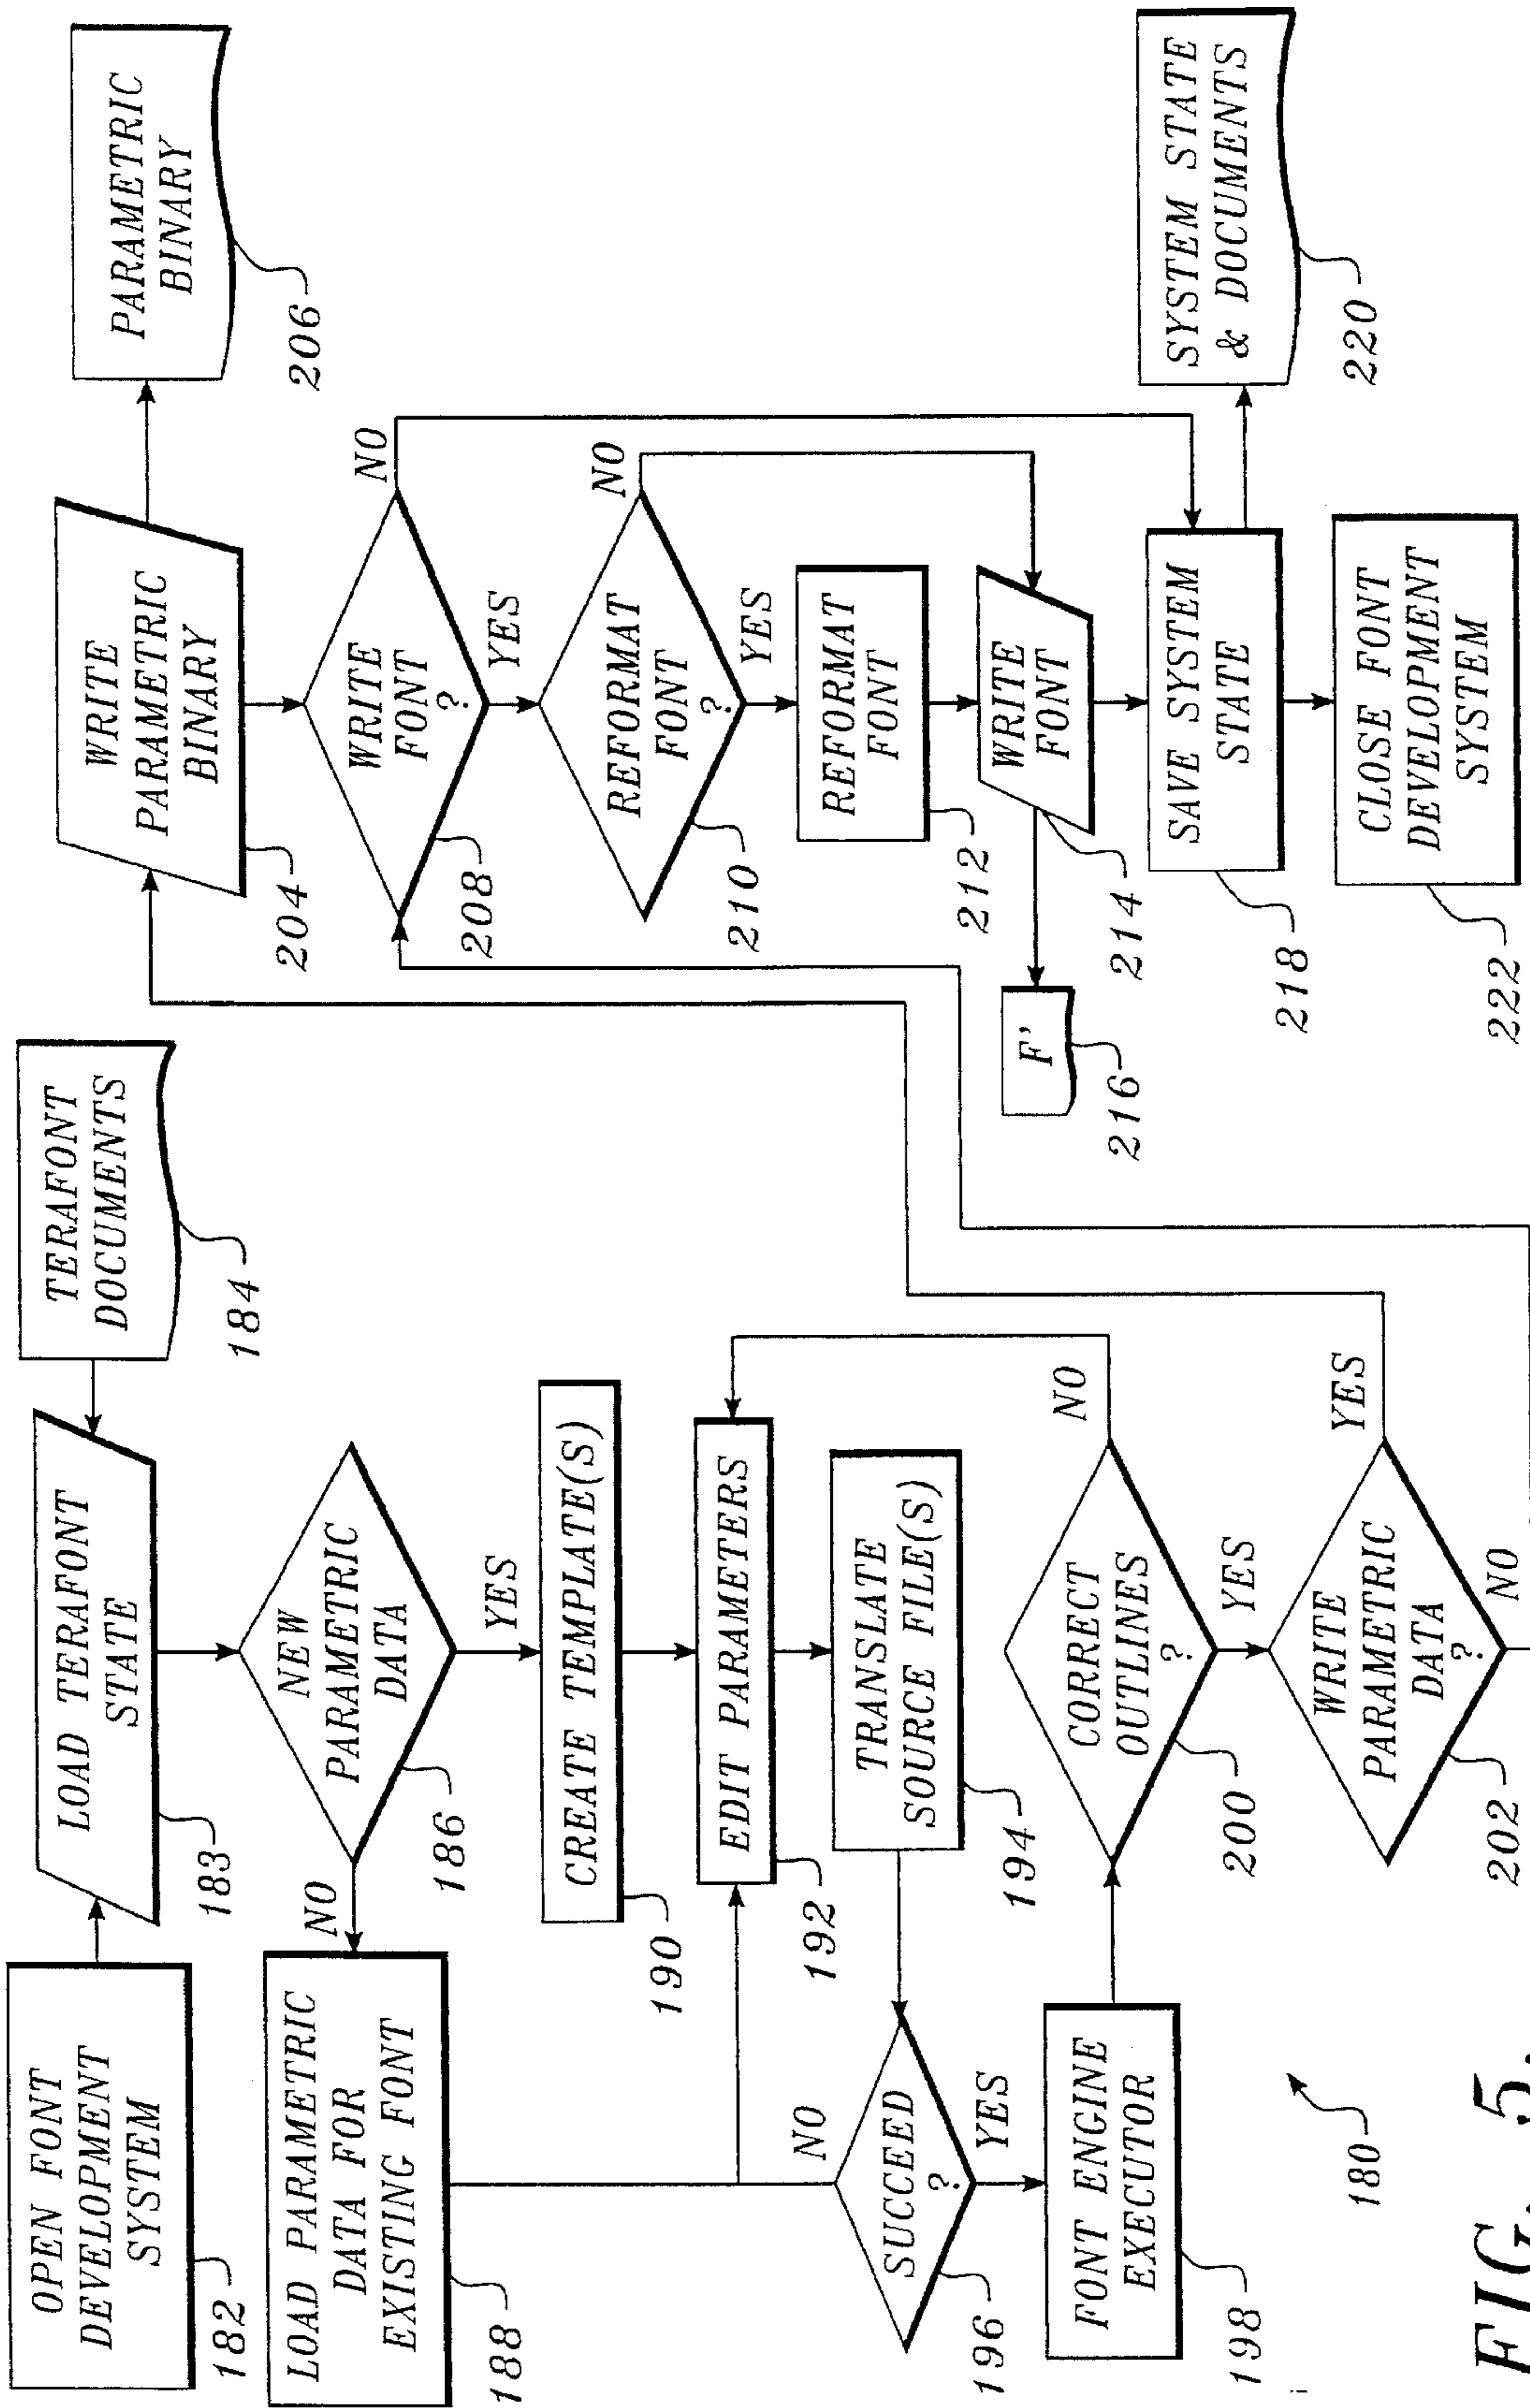 OPEN FONT
DEVELOPMENT
SYSTEM
182
LOAD TERAFONT
STATE
183
TERAFONT
DOCUMENTS
184
NEW
PARAMETRIC
DATA
186
NO
YES
LOAD PARAMETRIC
DATA FOR
EXISTING FONT
188
CREATE TEMPLATE(S)
190
EDIT PARAMETERS
192
TRANSLATE
SOURCE FILE(S)
194
SUCCEED
?
196
NO
YES
FONT ENGINE
EXECUTOR
198
CORRECT
OUTLINES
?
200
NO
YES
WRITE
PARAMETRIC
DATA
?
202
YES
NO
180
WRITE
PARAMETRIC
BINARY
204
PARAMETRIC
BINARY
206
WRITE
FONT
?
208
NO
YES
REFORMAT
FONT
?
210
NO
YES
REFORMAT
FONT
212
WRITE
FONT
214
F'
216
SAVE SYSTEM
STATE
218
SYSTEM STATE
& DOCUMENTS
220
CLOSE FONT
DEVELOPMENT
SYSTEM
222
FIG. 5.